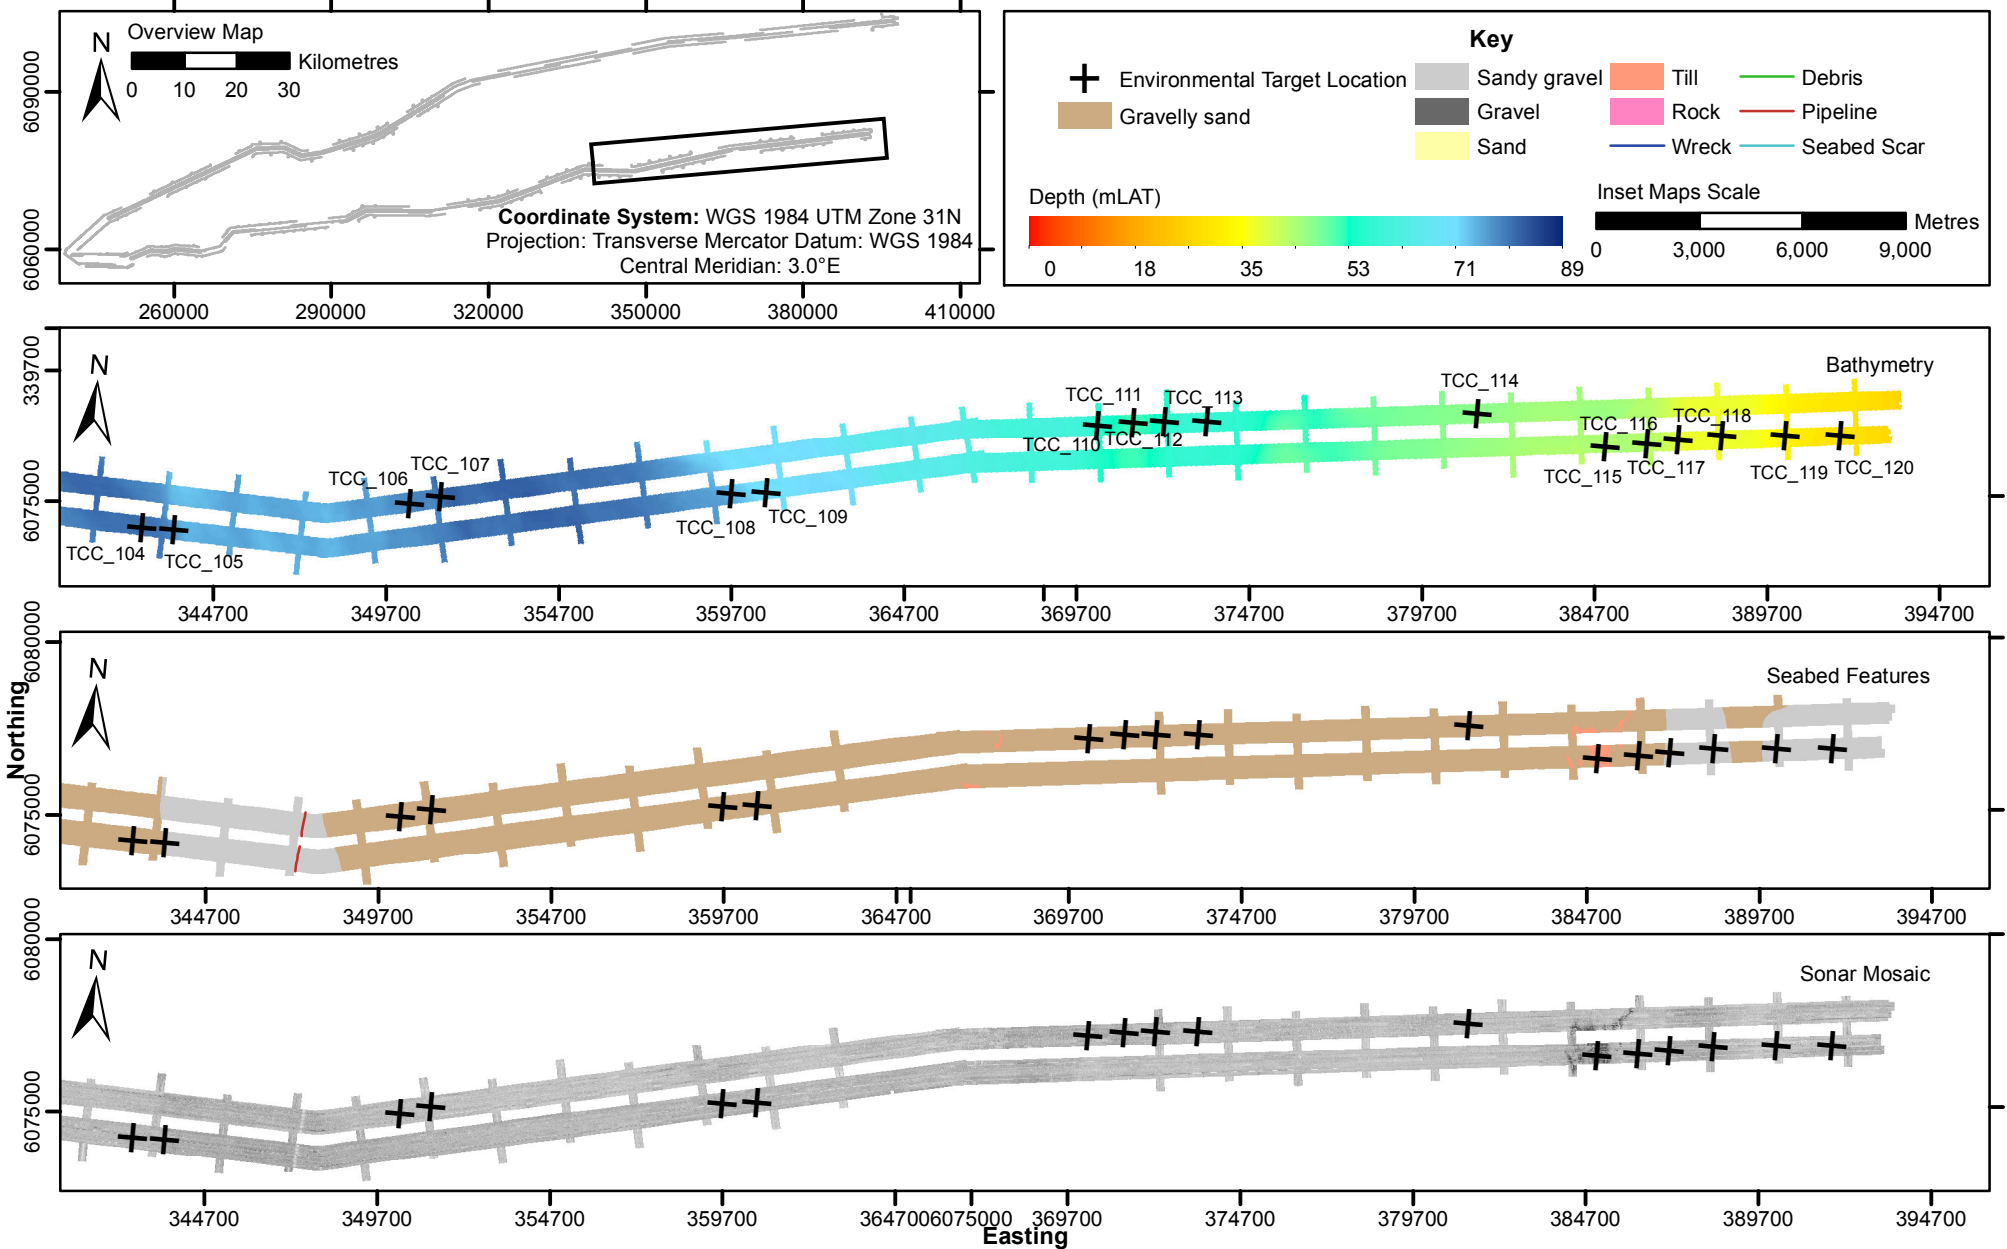 Overview Map
N
Kilometres
0 10 20 30
6090000
6060000
Coordinate System: WGS 1984 UTM Zone 31N
Projection: Transverse Mercator Datum: WGS 1984
Central Meridian: 3.0°E
260000 290000 320000 350000 380000 410000
Key
Environmental Target Location
Gravelly sand
Sandy gravel
Gravel
Sand
Till
Rock
Wreck
Debris
Pipeline
Seabed Scar
Depth (mLAT)
0 18 35 53 71 89
Inset Maps Scale
Metres
0 3,000 6,000 9,000
Bathymetry
N
339700
6075000
TCC_104
TCC_105
TCC_106
TCC_107
TCC_108
TCC_109
TCC_110
TCC_111
TCC_112
TCC_113
TCC_114
TCC_115
TCC_116
TCC_117
TCC_118
TCC_119
TCC_120
344700 349700 354700 359700 364700 369700 374700 379700 384700 389700 394700
Seabed Features
N
6080000
6075000
Northing
344700 349700 354700 359700 364700 369700 374700 379700 384700 389700 394700
Sonar Mosaic
N
6080000
6075000
344700 349700 354700 359700 364700 6075000 369700 374700 379700 384700 389700 394700
Easting